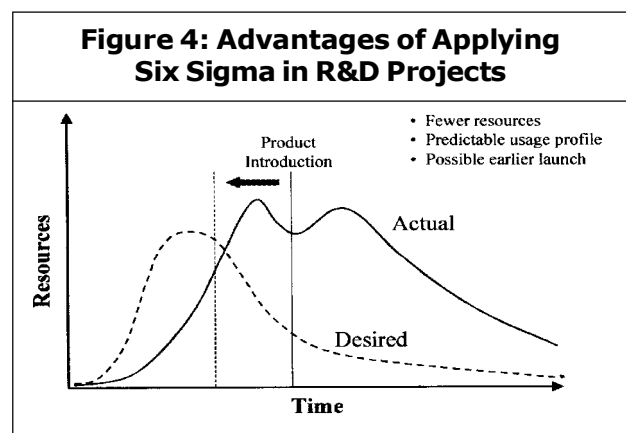 Figure 4: Advantages of Applying
Six Sigma in R&D Projects
• Fewer resources
• Predictable usage profile
• Possible earlier launch
Product
Introduction
Actual
Desired
Resources
Time